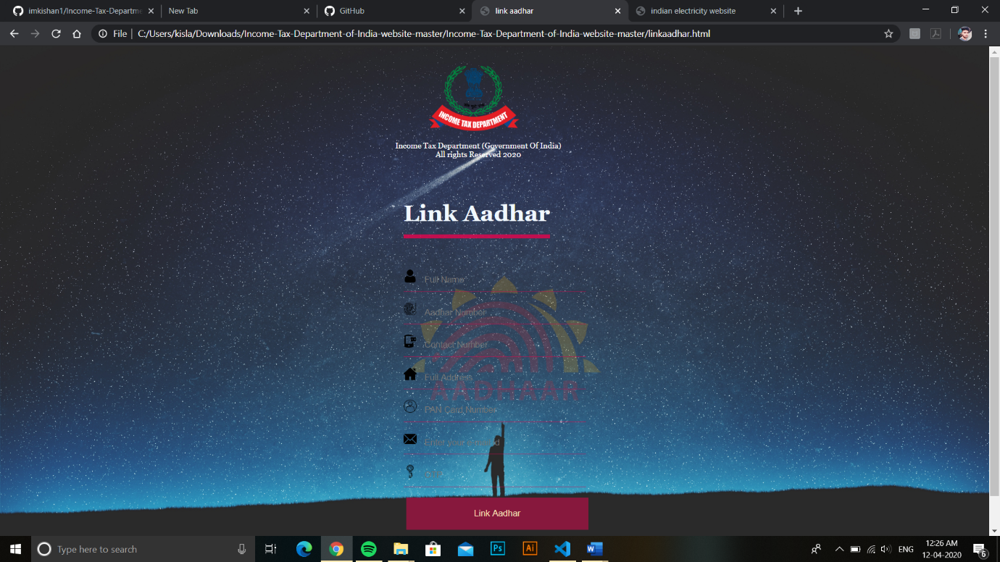 imkishan1/Income-Tax-Departme
New Tab
GitHub
link aadhar
indian electricity website
File | C:/Users/kisla/Downloads/Income-Tax-Department-of-India-website-master/Income-Tax-Department-of-India-website-master/linkaadhar.html
INCOME TAX DEPARTMENT
Income Tax Department (Government Of India)
All rights Reserved 2020
Link Aadhar
Full Name
Aadhar Number
Contact Number
Full Address
AADHAAR
PAN Card Number
Enter your
Link Aadhar
Type here to search
Ps
Ai
W
ENG
12:26 AM
12-04-2020
6